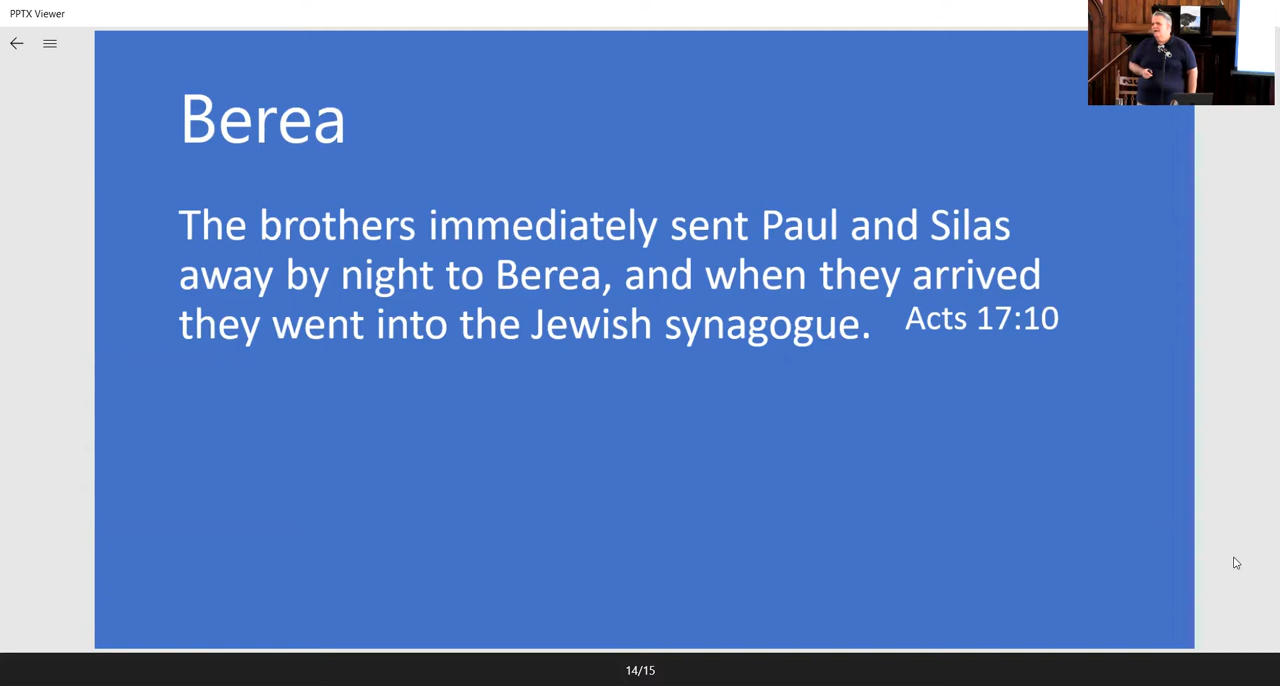 PPTX Viewer
Berea
The brothers immediately sent Paul and Silas
away by night to Berea, and when they arrived
they went into the Jewish synagogue. Acts 17:10
14/15